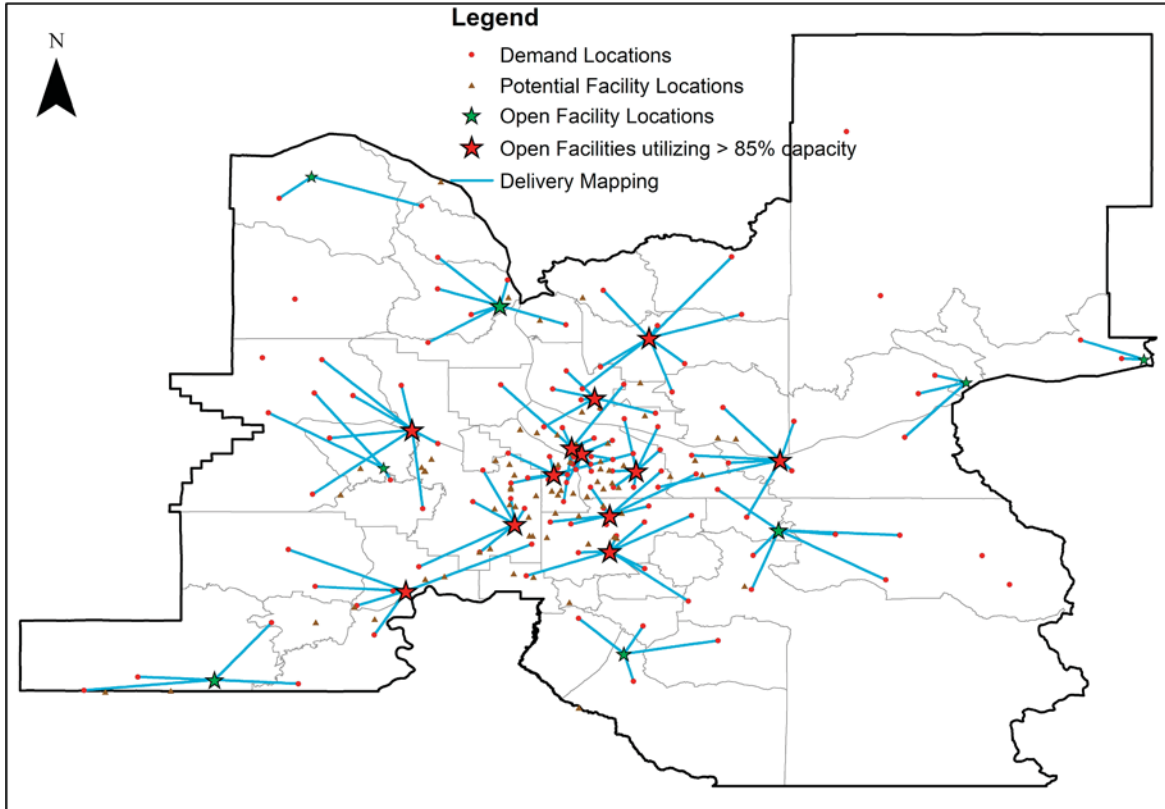 Legend
N
Demand Locations
Potential Facility Locations
Open Facility Locations
Open Facilities utilizing > 85% capacity
Delivery Mapping